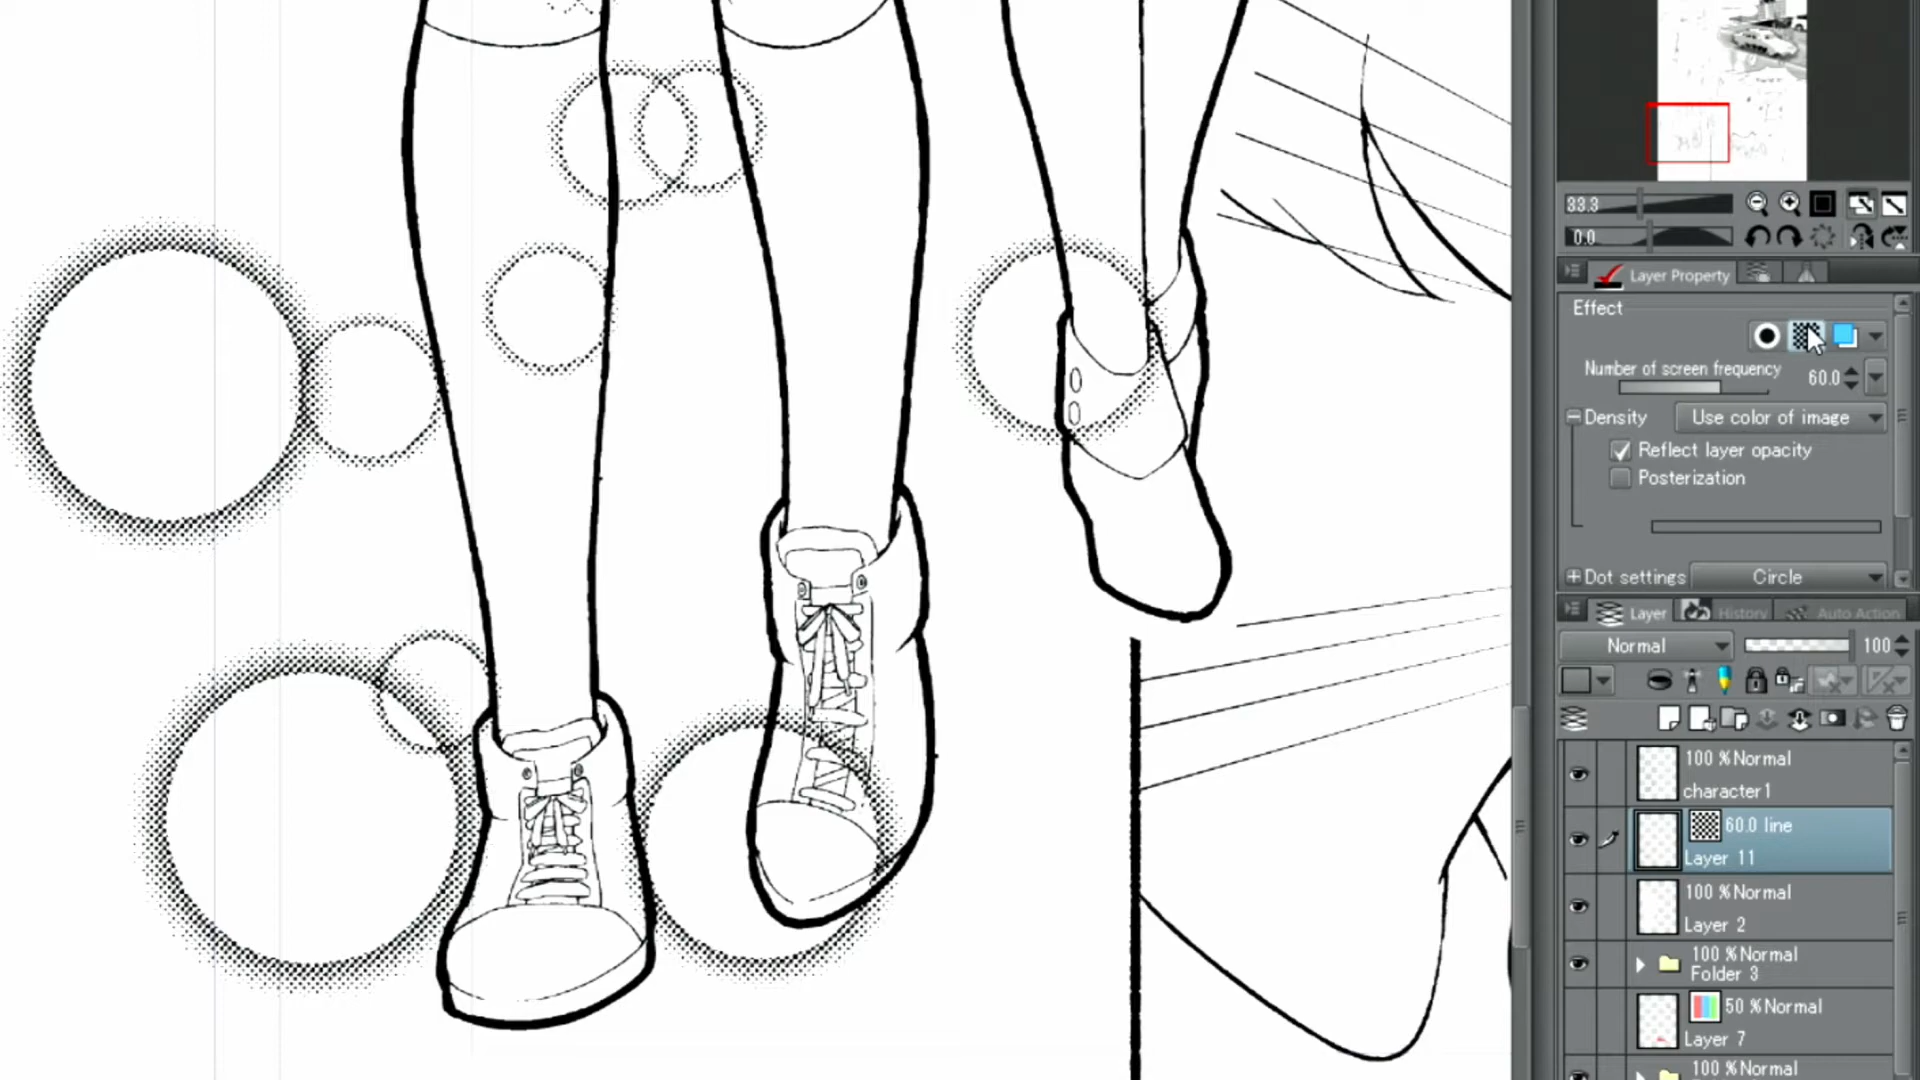 33.3
0.0
Layer Property
Effect
Number of screen frequency
60.0
Density
Use color of image
Reflect layer opacity
Posterization
Dot settings
Circle
Layer
History
Auto Action
Normal
100
100 %Normal
character1
60.0 line
Layer 11
100 %Normal
Layer 2
100 %Normal
Folder 3
50 %Normal
Layer 7
100 %Normal